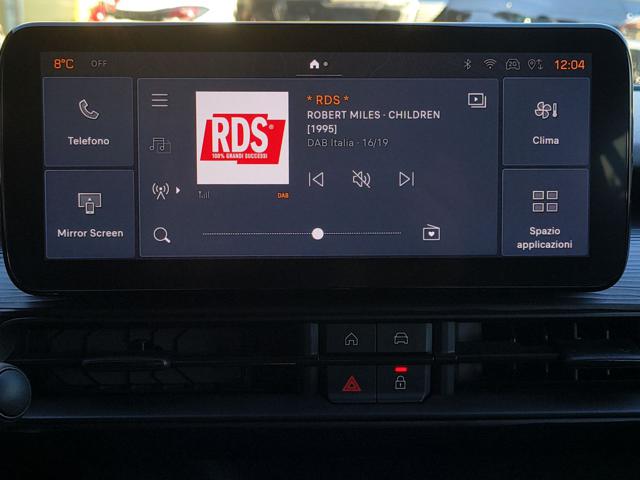 8°C OFF 12:04
Telefono
Mirror Screen
RDS®
100% GRANDI SUCCESSI
DAB
* RDS *
ROBERT MILES · CHILDREN
[1995]
DAB Italia · 16/19
Clima
Spazio
applicazioni